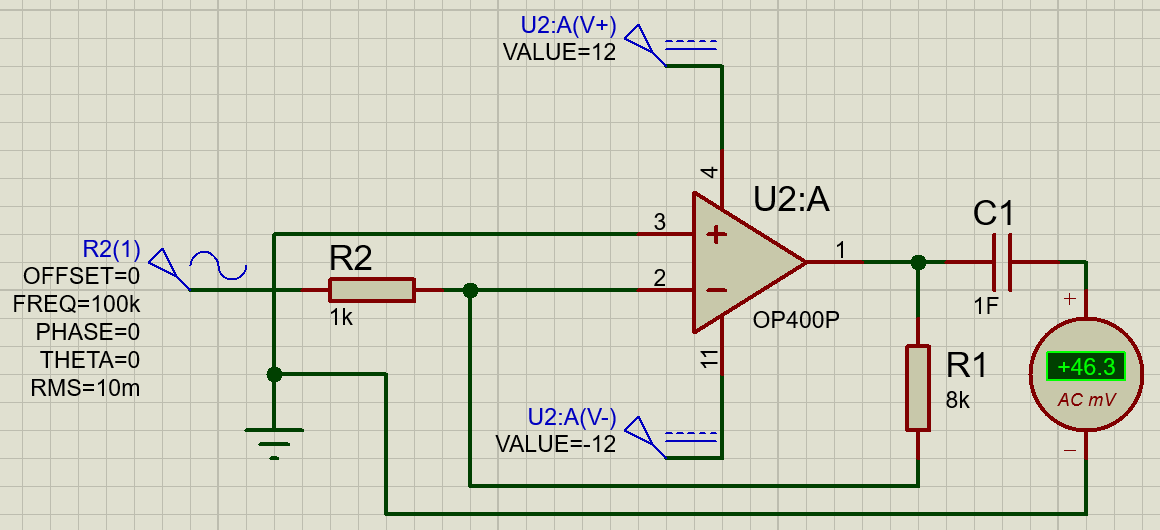 U2:A(V+)
VALUE=12
4
U2:A
3
+
1
C1
R2(1)
OFFSET=0
FREQ=100k
PHASE=0
THETA=0
RMS=10m
R2
1k
2
−
OP400P
1F
+
+46.3
AC mV
−
11
R1
8k
U2:A(V-)
VALUE=-12